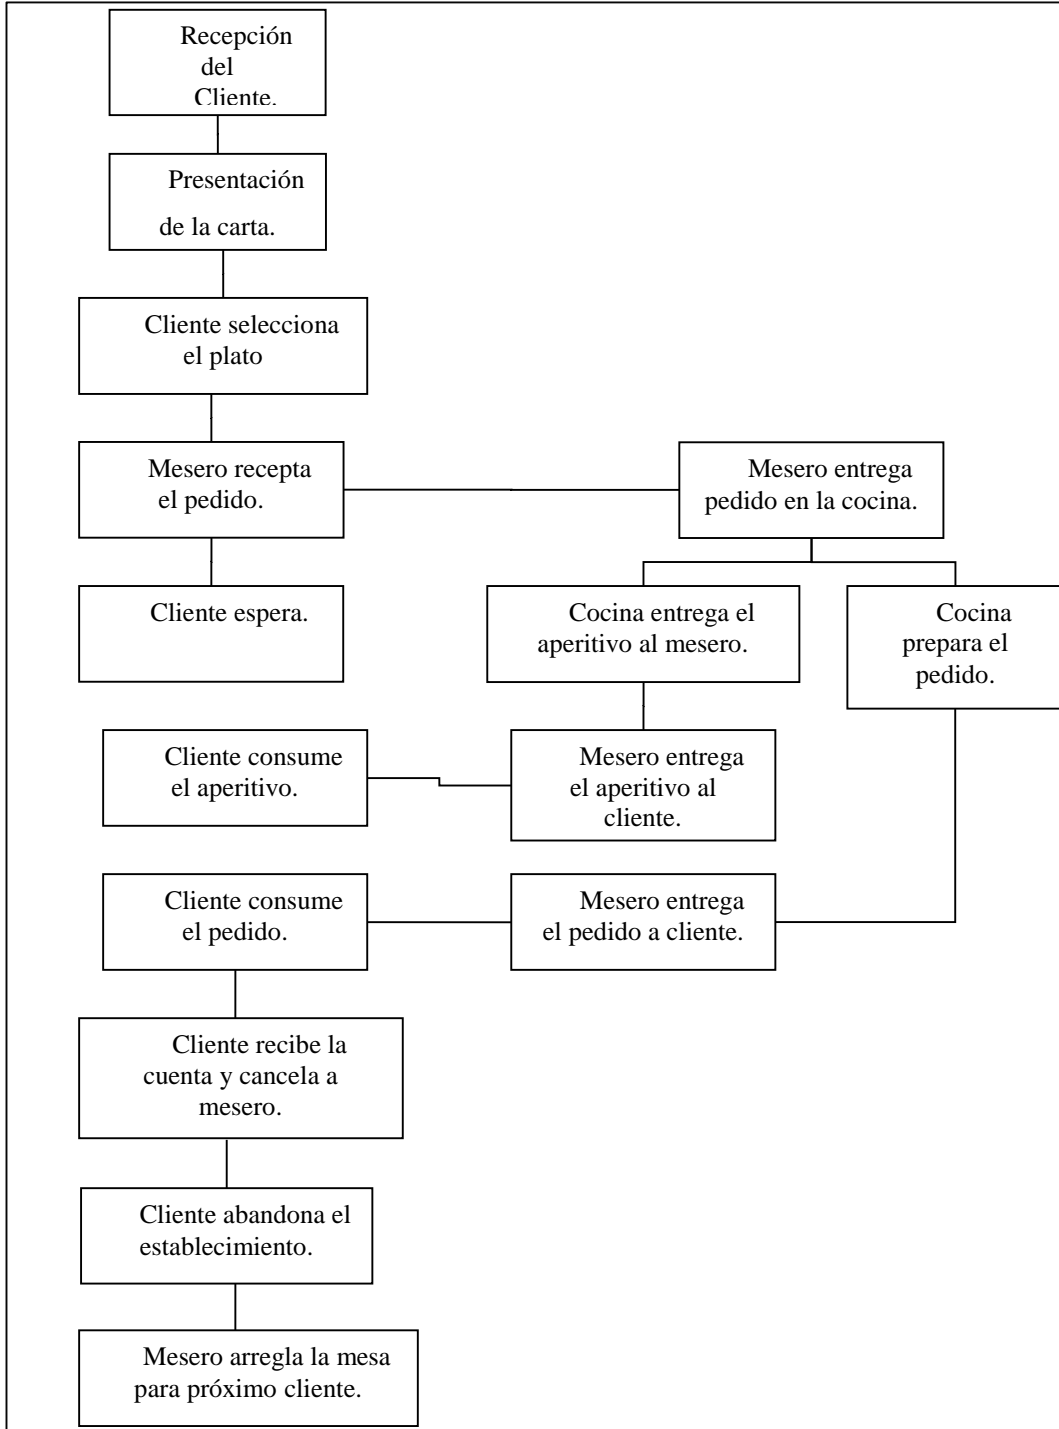 Recepción
del
Cliente.
Presentación
de la carta.
Cliente selecciona
el plato
Mesero recepta
el pedido.
Mesero entrega
pedido en la cocina.
Cliente espera.
Cocina entrega el
aperitivo al mesero.
Cocina
prepara el
pedido.
Cliente consume
el aperitivo.
Mesero entrega
el aperitivo al
cliente.
Cliente consume
el pedido.
Mesero entrega
el pedido a cliente.
Cliente recibe la
cuenta y cancela a
mesero.
Cliente abandona el
establecimiento.
Mesero arregla la mesa
para próximo cliente.